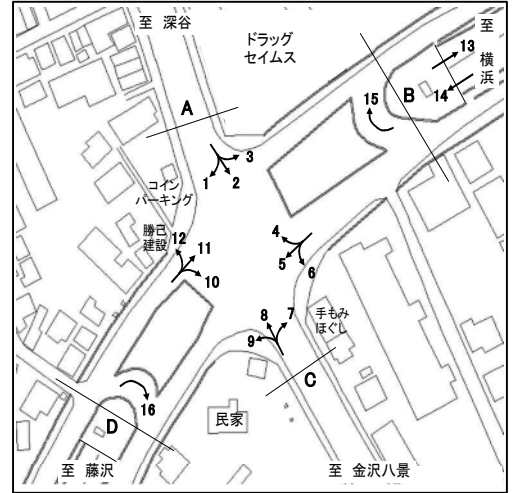 至 深谷
ドラッグ
セイムス
至
横
浜
13
14
15
B
A
3
1
2
コイン
パーキング
勝己
建設
12
11
10
4
5
6
8
7
9
手もみ
ほぐし
C
16
D
民家
至 藤沢
至 金沢八景